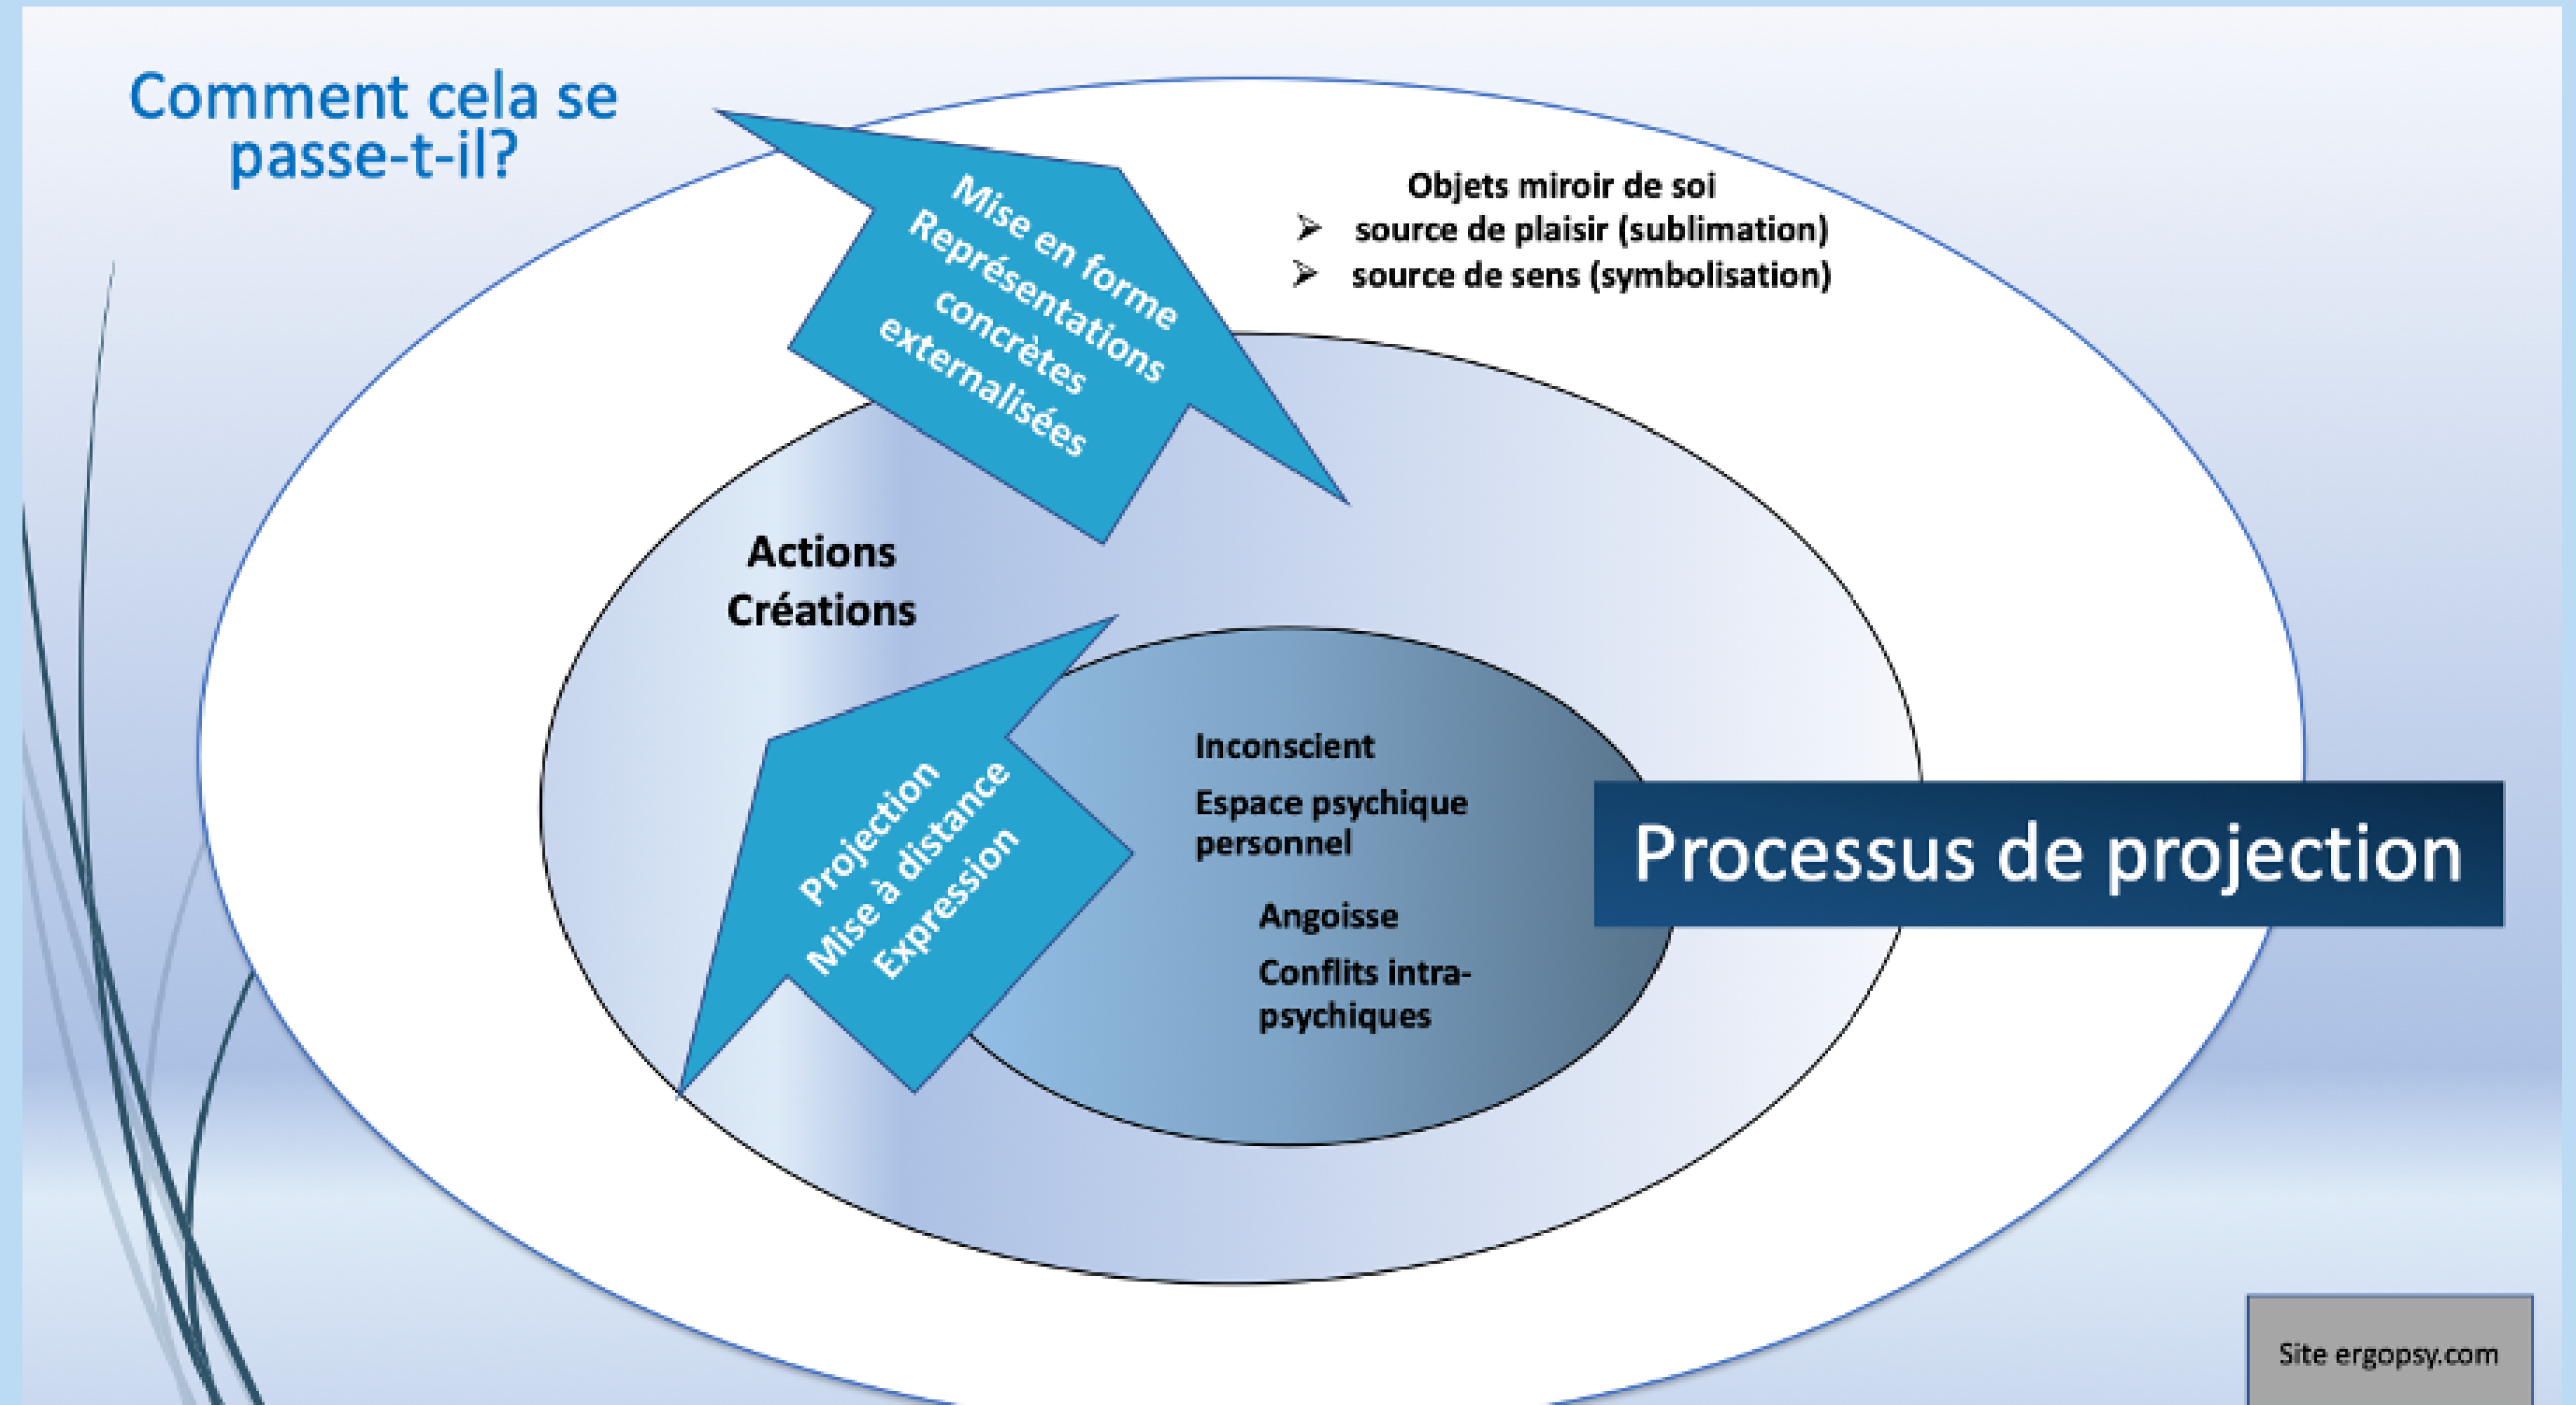 Comment cela se
passe-t-il?
Mise en forme
Représentations
concrètes
externalisées
Objets miroir de soi
➢ source de plaisir (sublimation)
➢ source de sens (symbolisation)
Actions
Créations
Projection
Mise à distance
Expression
Inconscient
Espace psychique
personnel
Angoisse
Conflits intra-
psychiques
Processus de projection
Site ergopsy.com